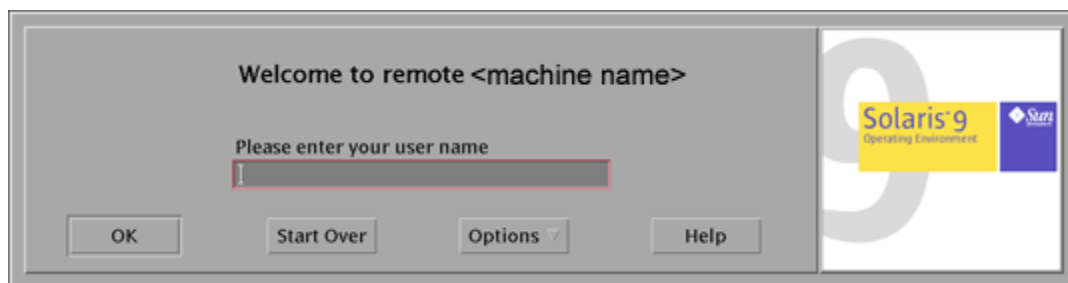 Welcome to remote <machine name>
Please enter your user name
OK
Start Over
Options
Help
9
Solaris 9
Operating Environment
Sun